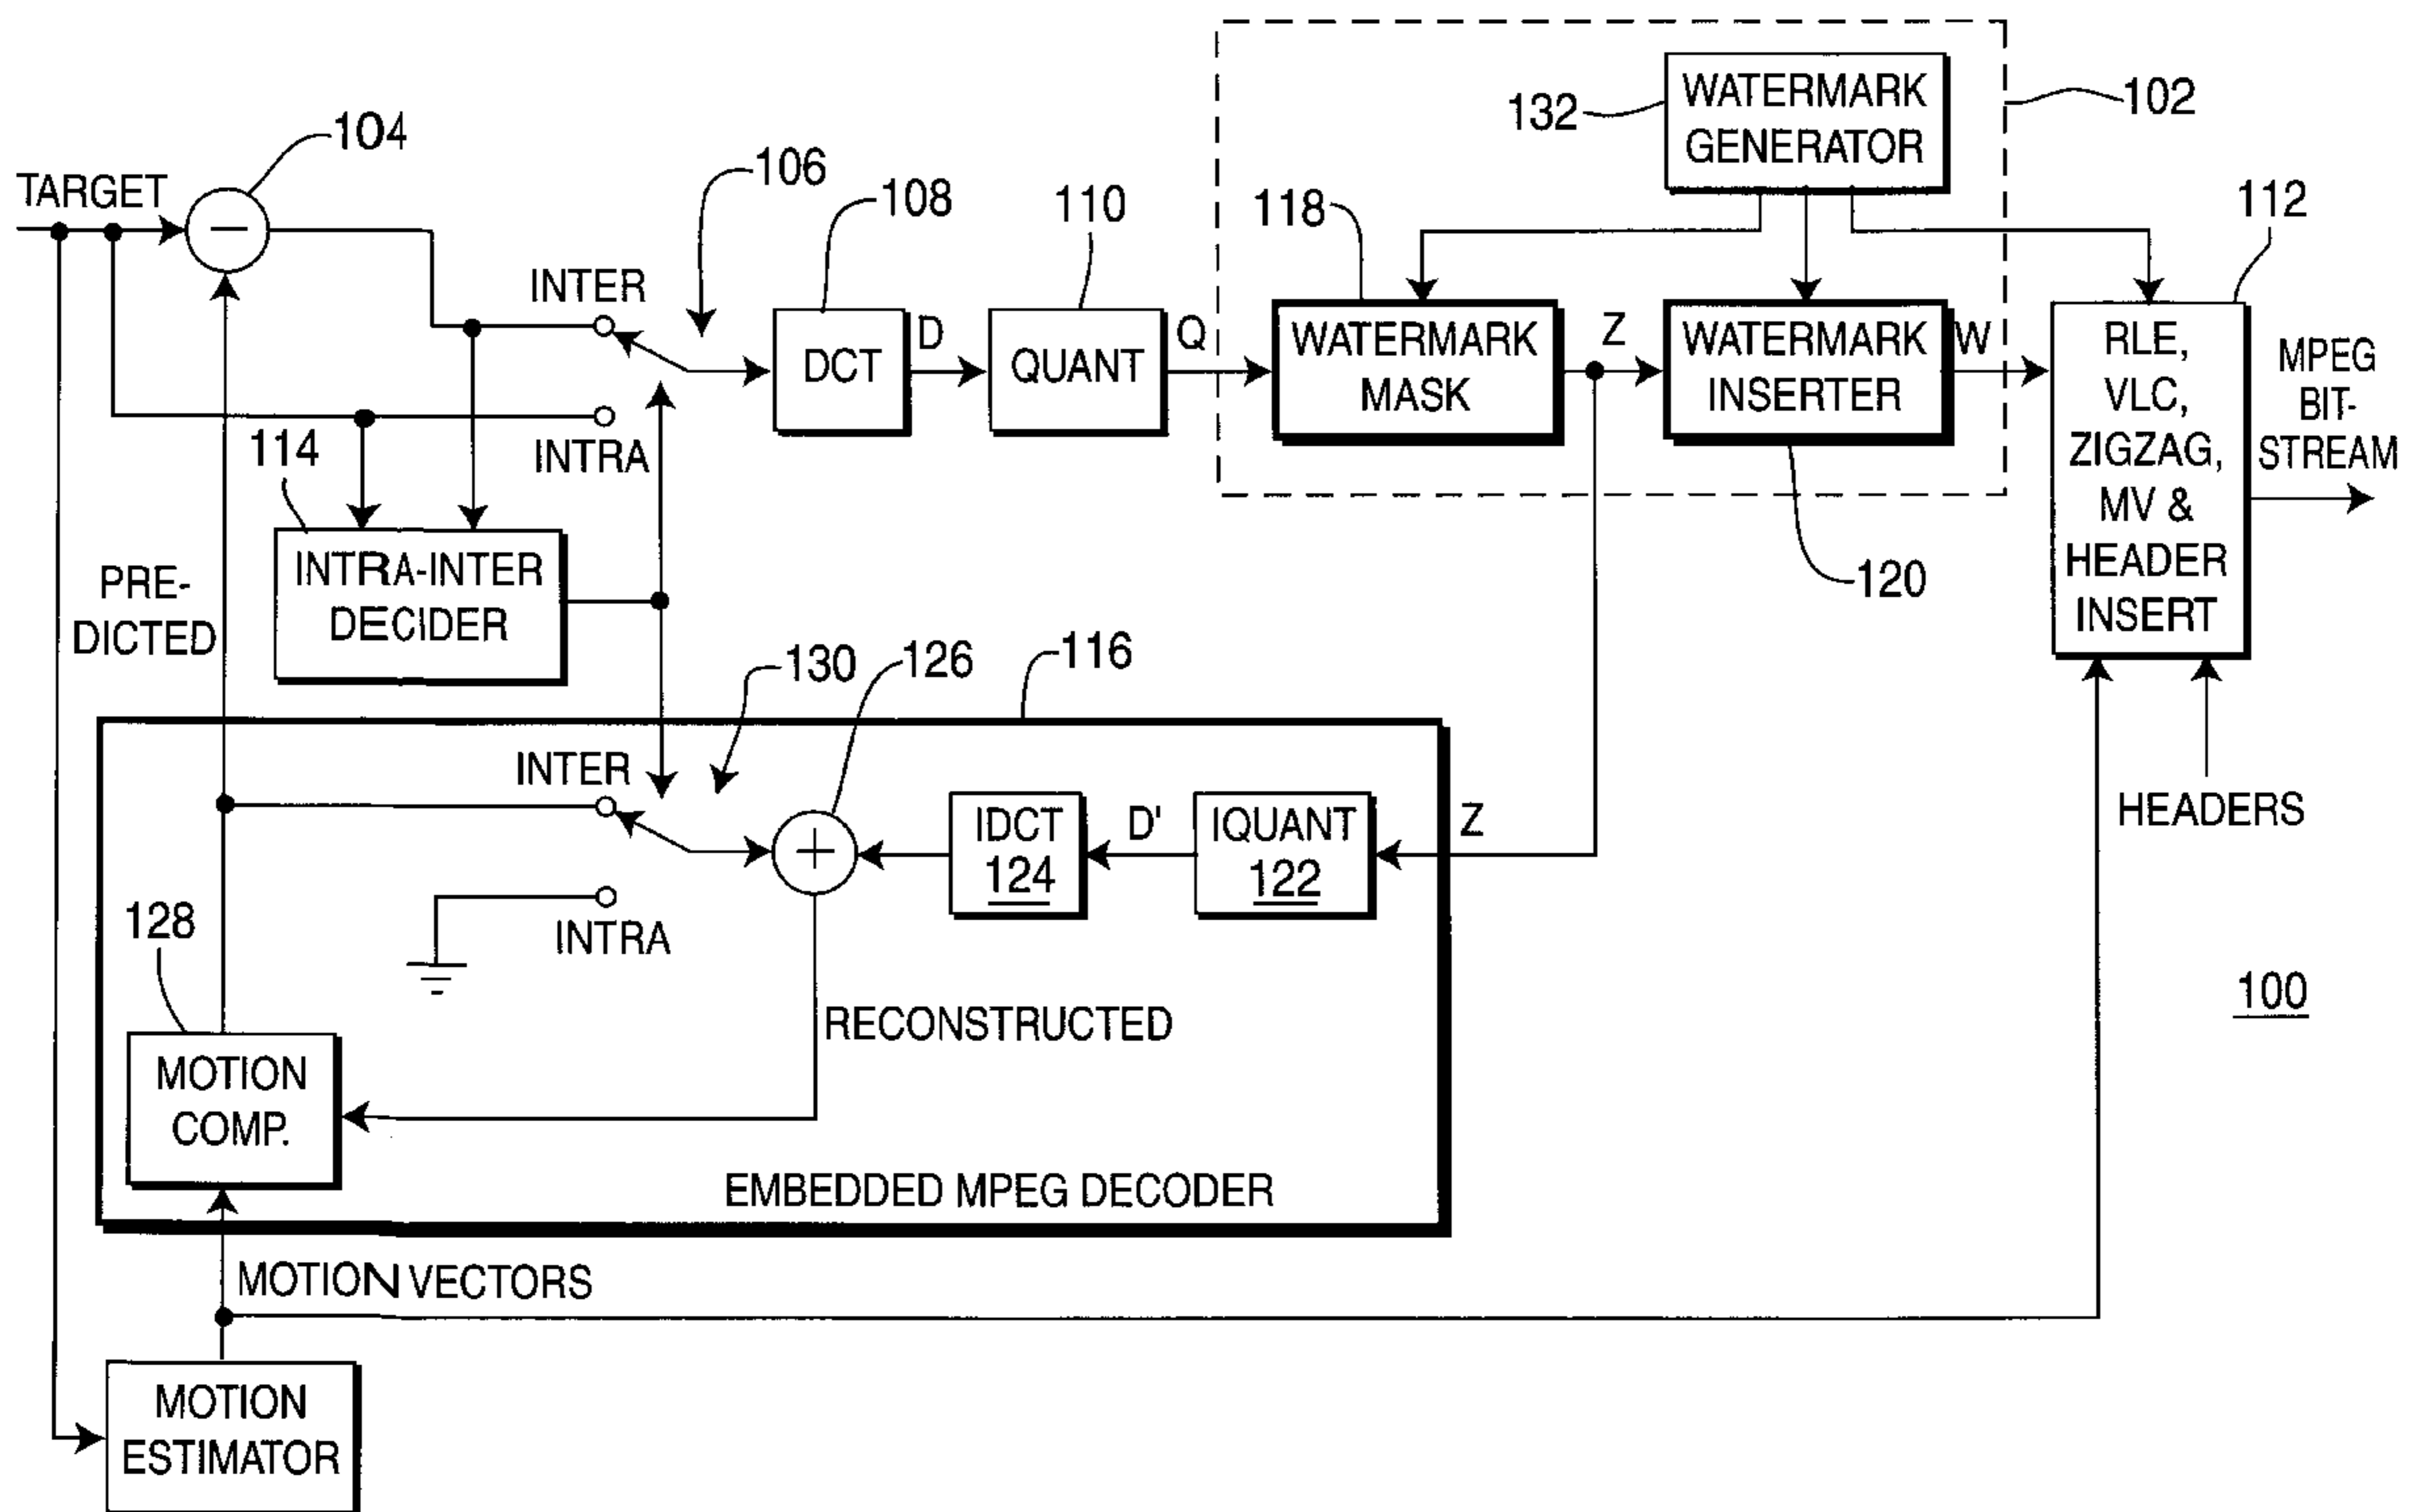 WATERMARK
GENERATOR
132
102
104
TARGET
106
108
110
118
112
INTER
INTRA
DCT
D
QUANT
Q
WATERMARK
MASK
Z
WATERMARK
INSERTER
W
RLE,
VLC,
ZIGZAG,
MV &
HEADER
INSERT
MPEG
BIT-
STREAM
114
INTRA-INTER
DECIDER
120
PRE-
DICTED
130
126
116
INTER
INTRA
IDCT
124
D'
IQUANT
122
Z
HEADERS
128
RECONSTRUCTED
100
MOTION
COMP.
EMBEDDED MPEG DECODER
MOTION VECTORS
MOTION
ESTIMATOR